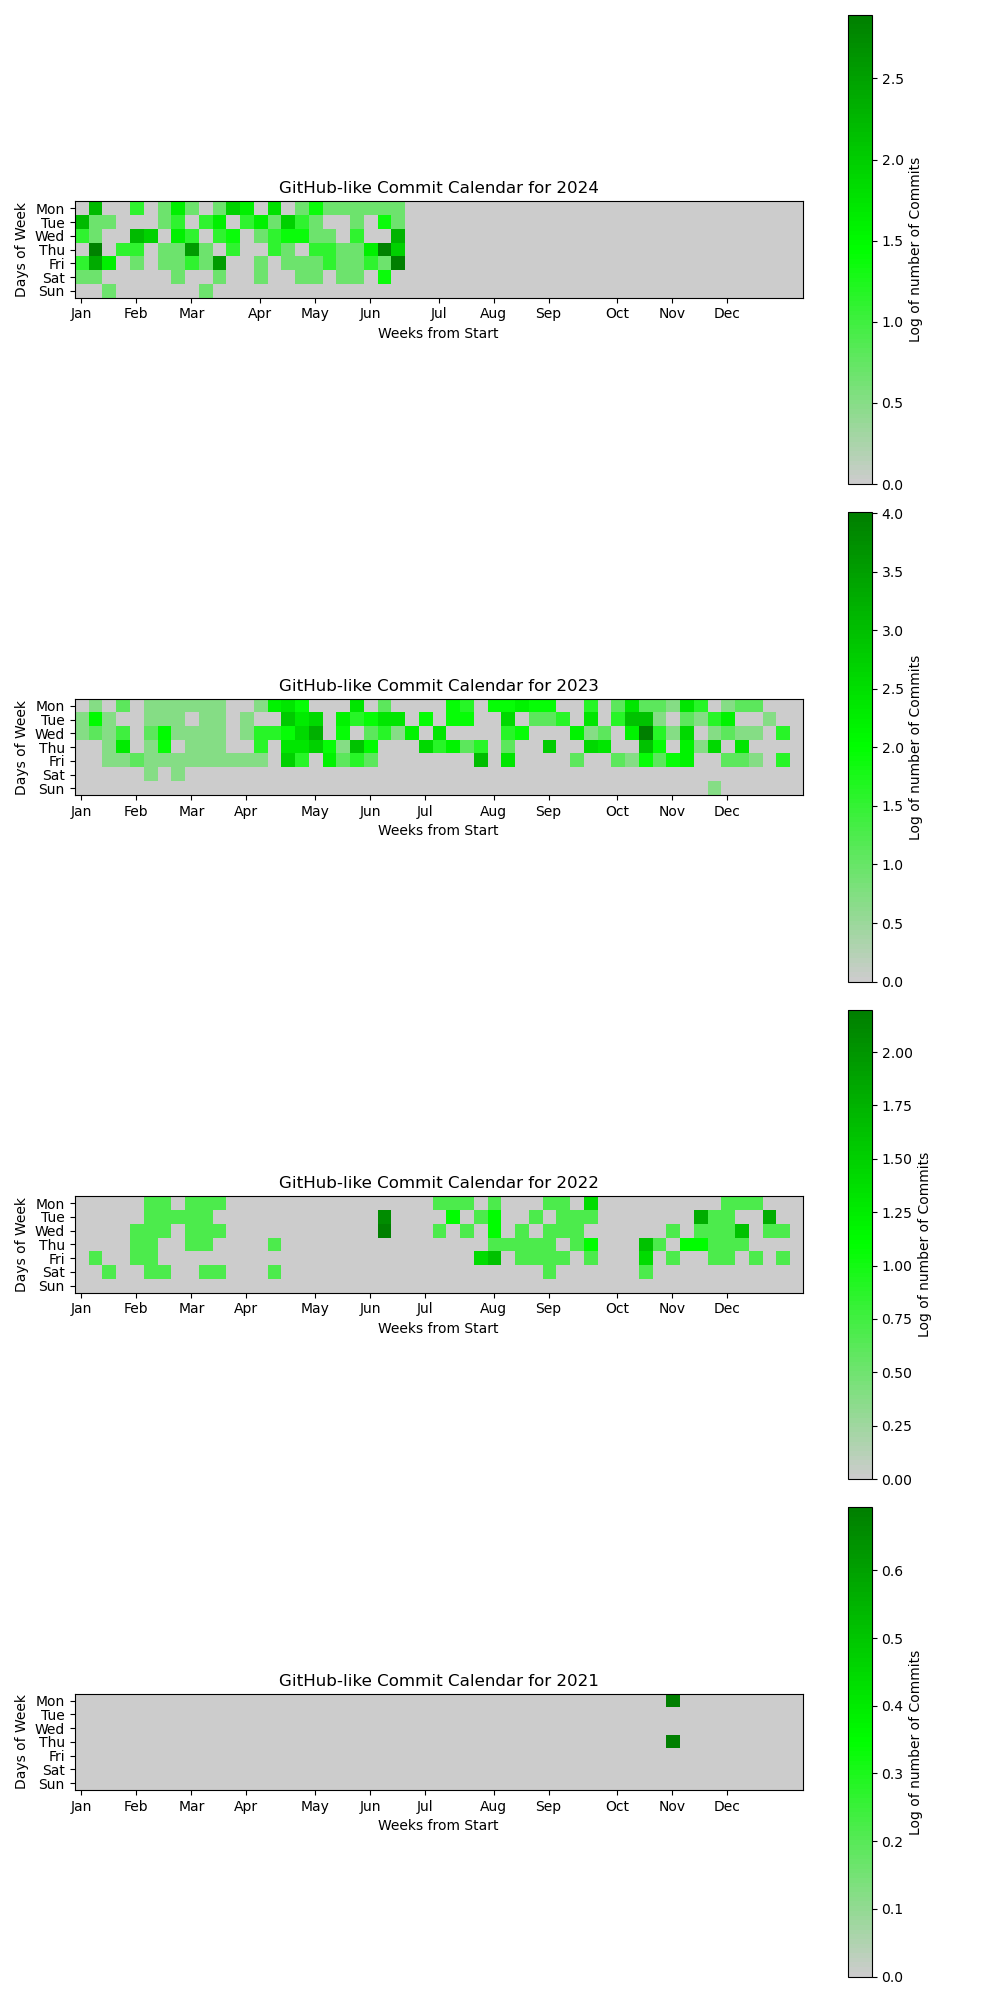 GitHub-like Commit Calendar for 2024
Days of Week
Mon
Tue
Wed
Thu
Fri
Sat
Sun
Jan Feb Mar Apr May Jun Jul Aug Sep Oct Nov Dec
Weeks from Start
2.5
2.0
1.5
1.0
0.5
0.0
Log of number of Commits
GitHub-like Commit Calendar for 2023
Days of Week
Mon
Tue
Wed
Thu
Fri
Sat
Sun
Jan Feb Mar Apr May Jun Jul Aug Sep Oct Nov Dec
Weeks from Start
4.0
3.5
3.0
2.5
2.0
1.5
1.0
0.5
0.0
Log of number of Commits
GitHub-like Commit Calendar for 2022
Days of Week
Mon
Tue
Wed
Thu
Fri
Sat
Sun
Jan Feb Mar Apr May Jun Jul Aug Sep Oct Nov Dec
Weeks from Start
2.00
1.75
1.50
1.25
1.00
0.75
0.50
0.25
0.00
Log of number of Commits
GitHub-like Commit Calendar for 2021
Days of Week
Mon
Tue
Wed
Thu
Fri
Sat
Sun
Jan Feb Mar Apr May Jun Jul Aug Sep Oct Nov Dec
Weeks from Start
0.6
0.5
0.4
0.3
0.2
0.1
0.0
Log of number of Commits